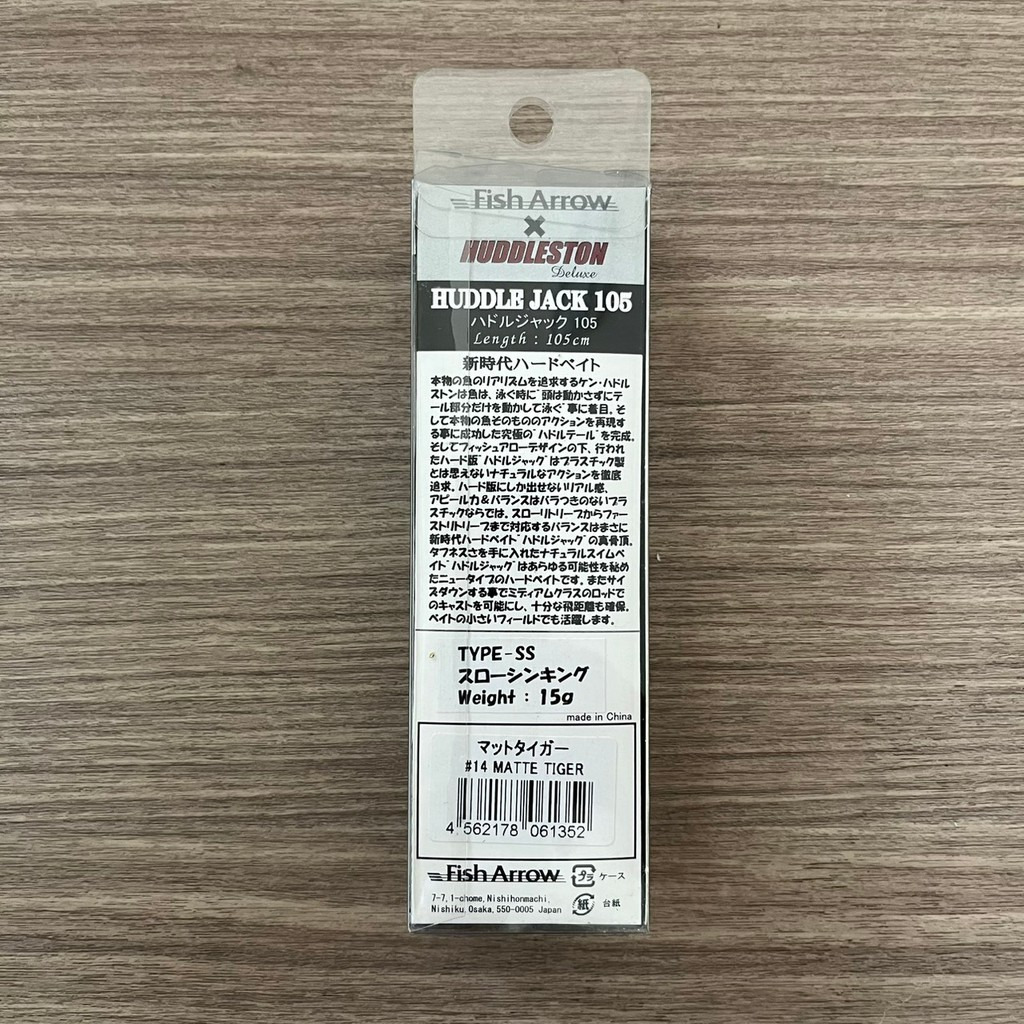 Fish Arrow
×
HUDDLESTON
Deluxe
HUDDLE JACK 105
ハドルジャック 105
Length : 105cm
新時代ハードベイト
本物の魚のリアリズムを追求するケン・ハドル
ストンは魚は、泳ぐ時に゛頭は動かさずにテ
ール部分だけを動かして泳ぐ゛事に着目。そ
して本物の魚そのもののアクションを再現す
る事に成功した究極の゛ハドルテール゛を完成。
そしてフィッシュアローデザインの下、行われ
たハード版゛ハドルジャック゛はプラスチック製
とは思えないナチュラルなアクションを徹底
追求。ハード版にしか出せないリアル感、
アピール力＆バランスはバラつきのないプラ
スチックならでは。スローリトリーブからファー
ストリトリーブまで対応するバランスはまさに
新時代ハードベイト゛ハドルジャック゛の真骨頂。
タフネスさを手に入れたナチュラルスイムベ
イト゛ハドルジャック゛はあらゆる可能性を秘め
たニュータイプのハードベイトです。またサイ
ズダウンする事でミディアムクラスのロッドで
のキャストを可能にし、十分な飛距離も確保。
ベイトの小さいフィールドでも活躍します。
TYPE-SS
スローシンキング
Weight : 15g
made in China
マットタイガー
#14 MATTE TIGER
4 562178 061352
Fish Arrow プラ ケース
7-7, 1-chome, Nishihonmachi,
Nishiku, Osaka, 550-0005 Japan 紙 台紙